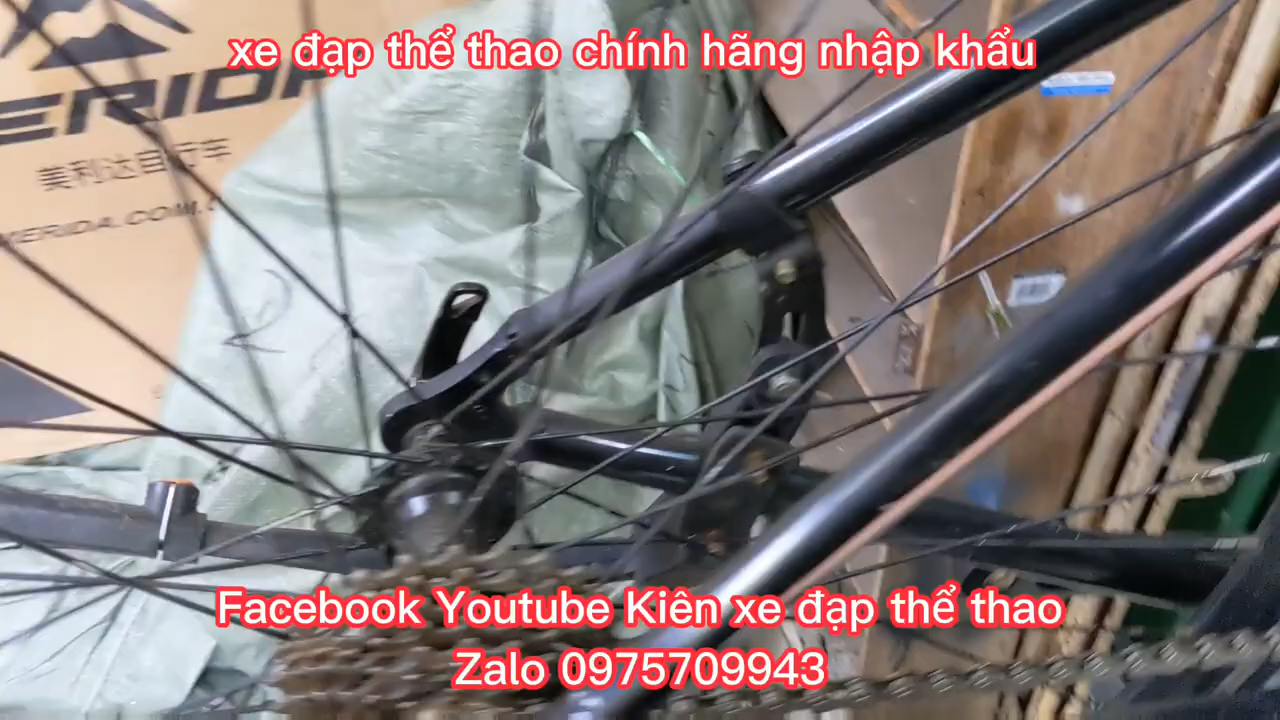 xe đạp thể thao chính hãng nhập khẩu
ERIDA
美利达自行车
MERIDA.COM.
Facebook Youtube Kiên xe đạp thể thao
Zalo 0975709943